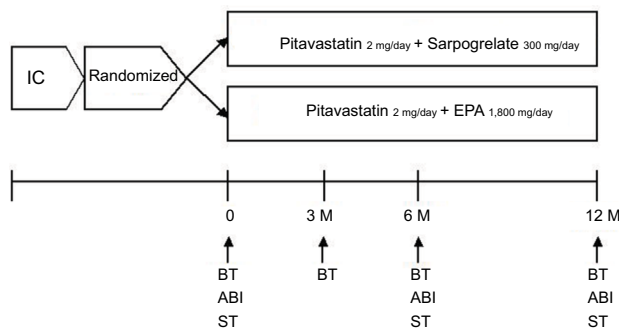 IC
Randomized
Pitavastatin 2 mg/day + Sarpogrelate 300 mg/day
Pitavastatin 2 mg/day + EPA 1,800 mg/day
0 3 M 6 M 12 M
BT BT BT BT
ABI ABI ABI
ST ST ST